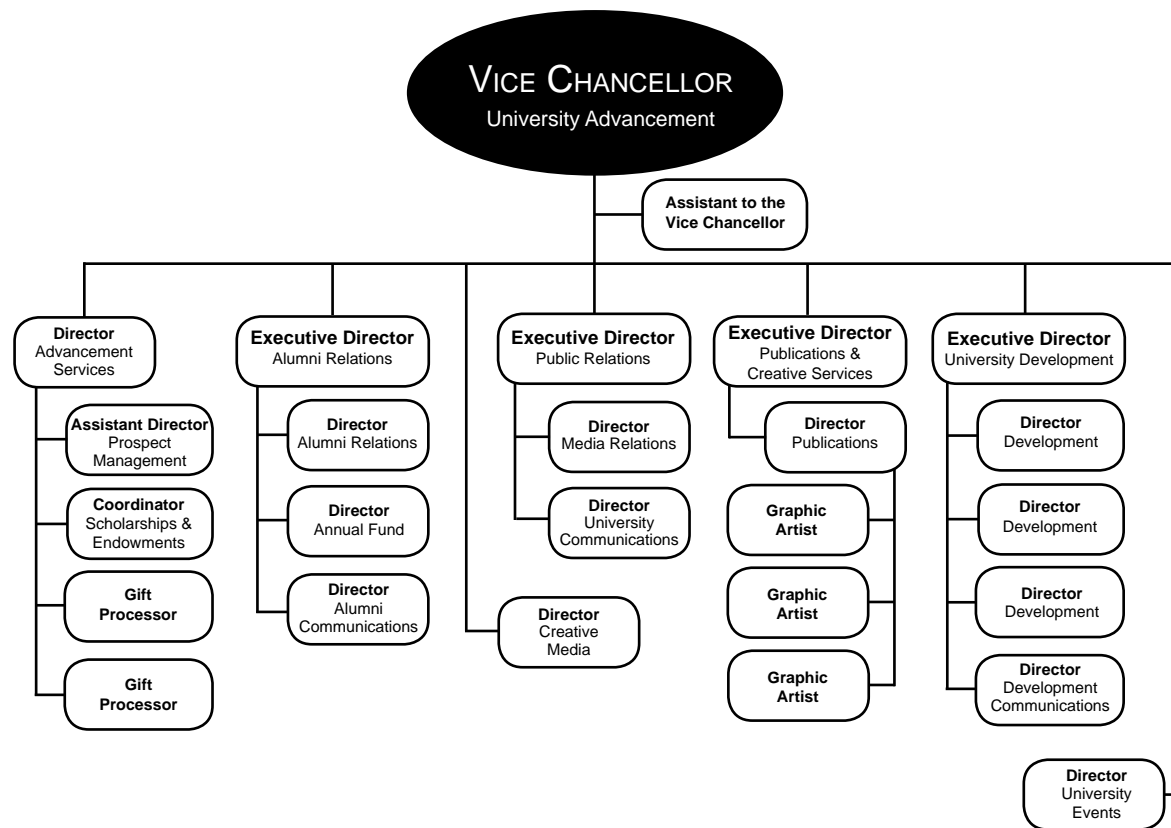 VICE CHANCELLOR
University Advancement
Assistant to the
Vice Chancellor
Director
Advancement
Services
Assistant Director
Prospect
Management
Coordinator
Scholarships &
Endowments
Gift
Processor
Gift
Processor
Executive Director
Alumni Relations
Director
Alumni Relations
Director
Annual Fund
Director
Alumni
Communications
Executive Director
Public Relations
Director
Media Relations
Director
University
Communications
Director
Creative
Media
Executive Director
Publications &
Creative Services
Director
Publications
Graphic
Artist
Graphic
Artist
Graphic
Artist
Executive Director
University Development
Director
Development
Director
Development
Director
Development
Director
Development
Communications
Director
University
Events